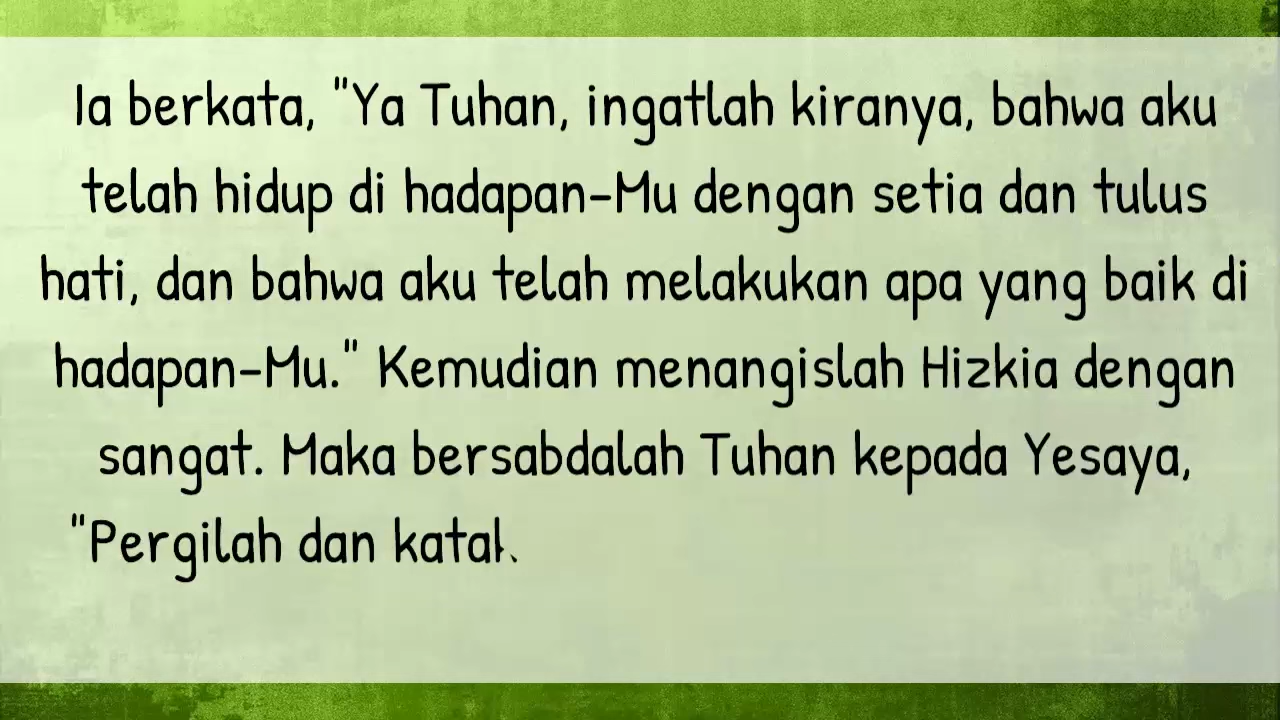 Ia berkata, "Ya Tuhan, ingatlah kiranya, bahwa aku
telah hidup di hadapan-Mu dengan setia dan tulus
hati, dan bahwa aku telah melakukan apa yang baik di
hadapan-Mu." Kemudian menangislah Hizkia dengan
sangat. Maka bersabdalah Tuhan kepada Yesaya,
"Pergilah dan